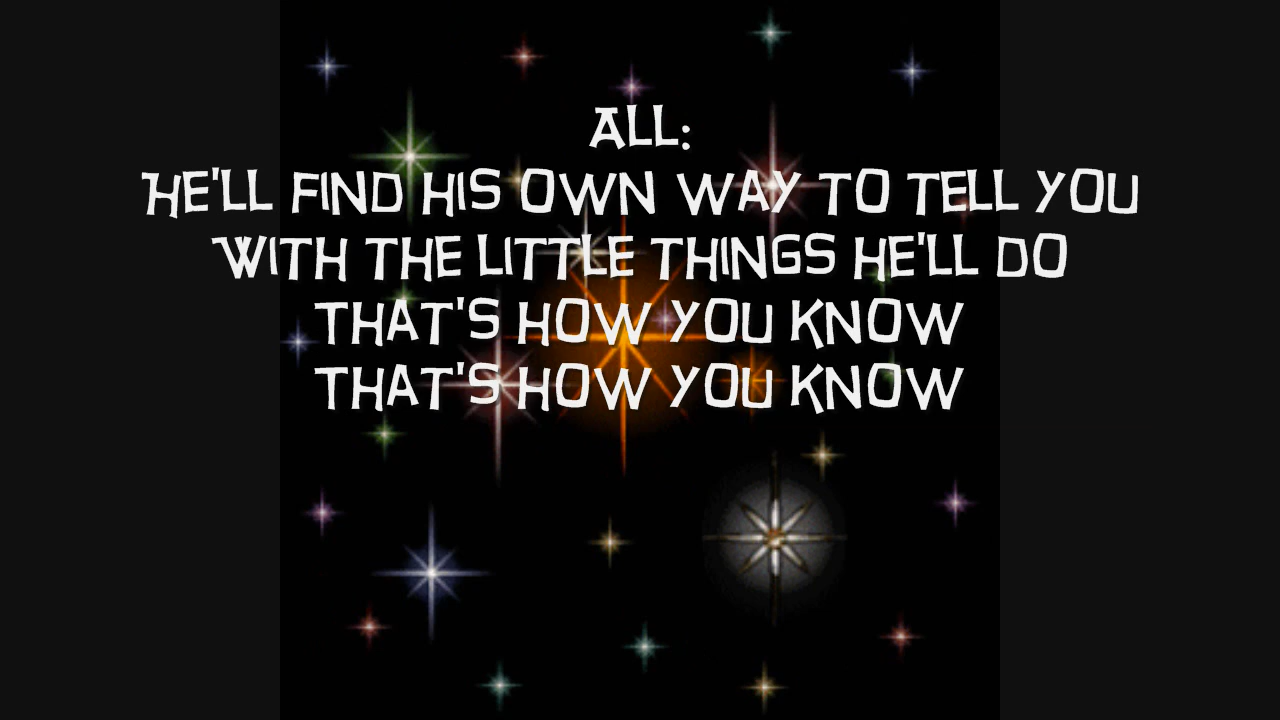 ALL:
HE'LL FIND HIS OWN WAY TO TELL YOU
WITH THE LITTLE THINGS HE'LL DO
THAT'S HOW YOU KNOW
THAT'S HOW YOU KNOW